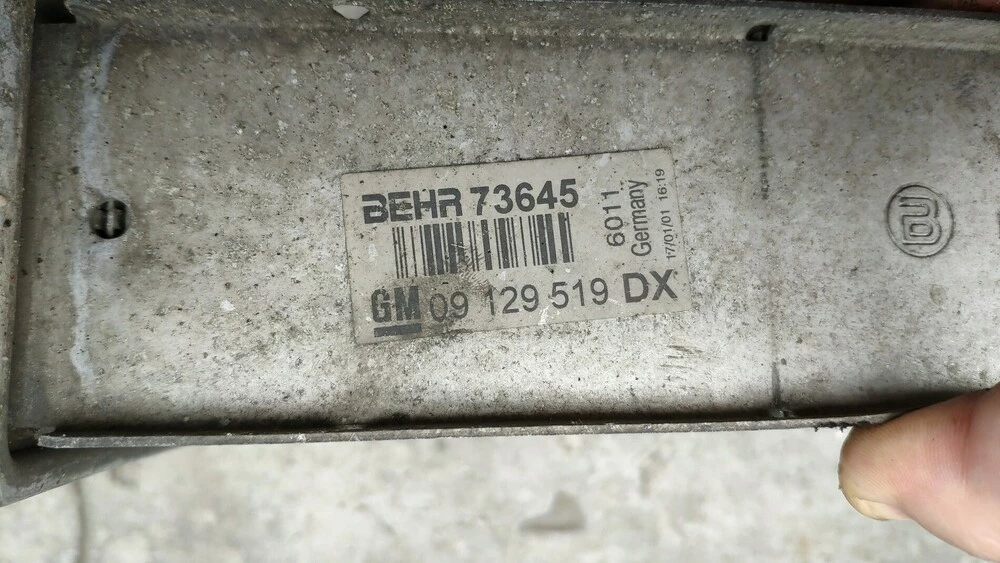 BEHR 73645
6011
Germany
17/01/01 16:19
GM 09 129 519 DX